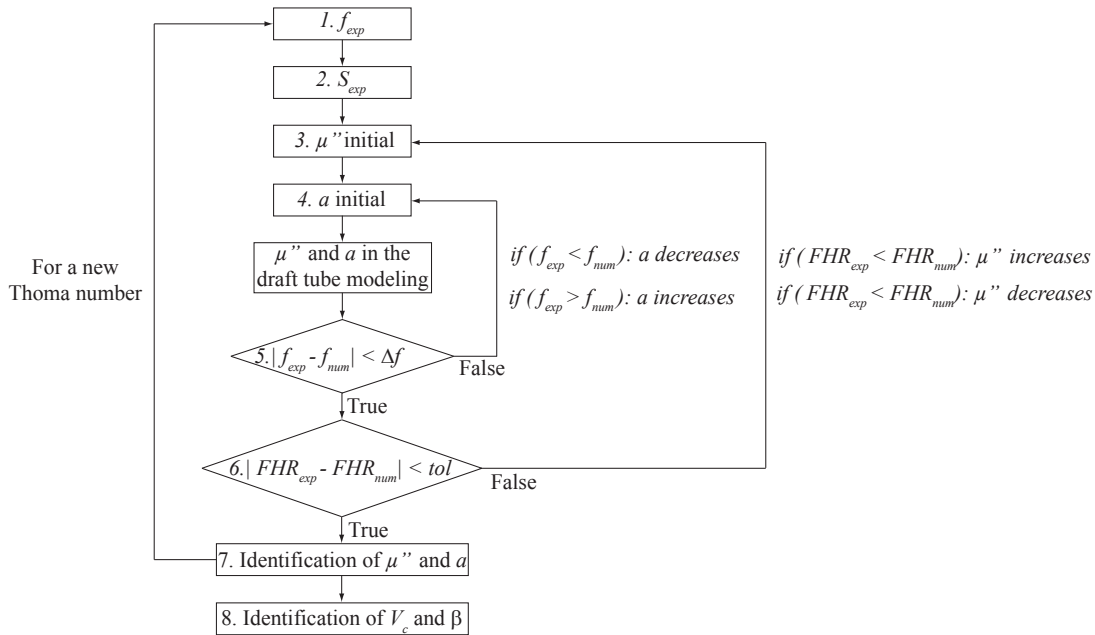 1. f_exp
2. S_exp
3. μ” initial
4. a initial
μ” and a in the
draft tube modeling
For a new
Thoma number
if ( f_exp < f_num): a decreases
if ( f_exp > f_num): a increases
if ( FHR_exp < FHR_num): μ” increases
if ( FHR_exp < FHR_num): μ” decreases
5.| f_exp - f_num| < Δf
False
True
6.| FHR_exp - FHR_num| < tol
False
True
7. Identification of μ” and a
8. Identification of V_c and β